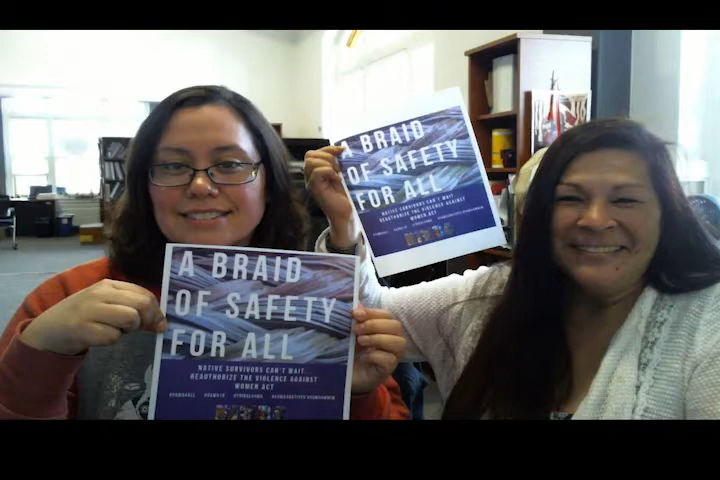 A BRAID
OF SAFETY
FOR ALL
NATIVE SURVIVORS CAN'T WAIT.
REAUTHORIZE THE VIOLENCE AGAINST
WOMEN ACT
A BRAID
OF SAFETY
FOR ALL
NATIVE SURVIVORS CAN'T WAIT.
REAUTHORIZE THE VIOLENCE AGAINST
WOMEN ACT